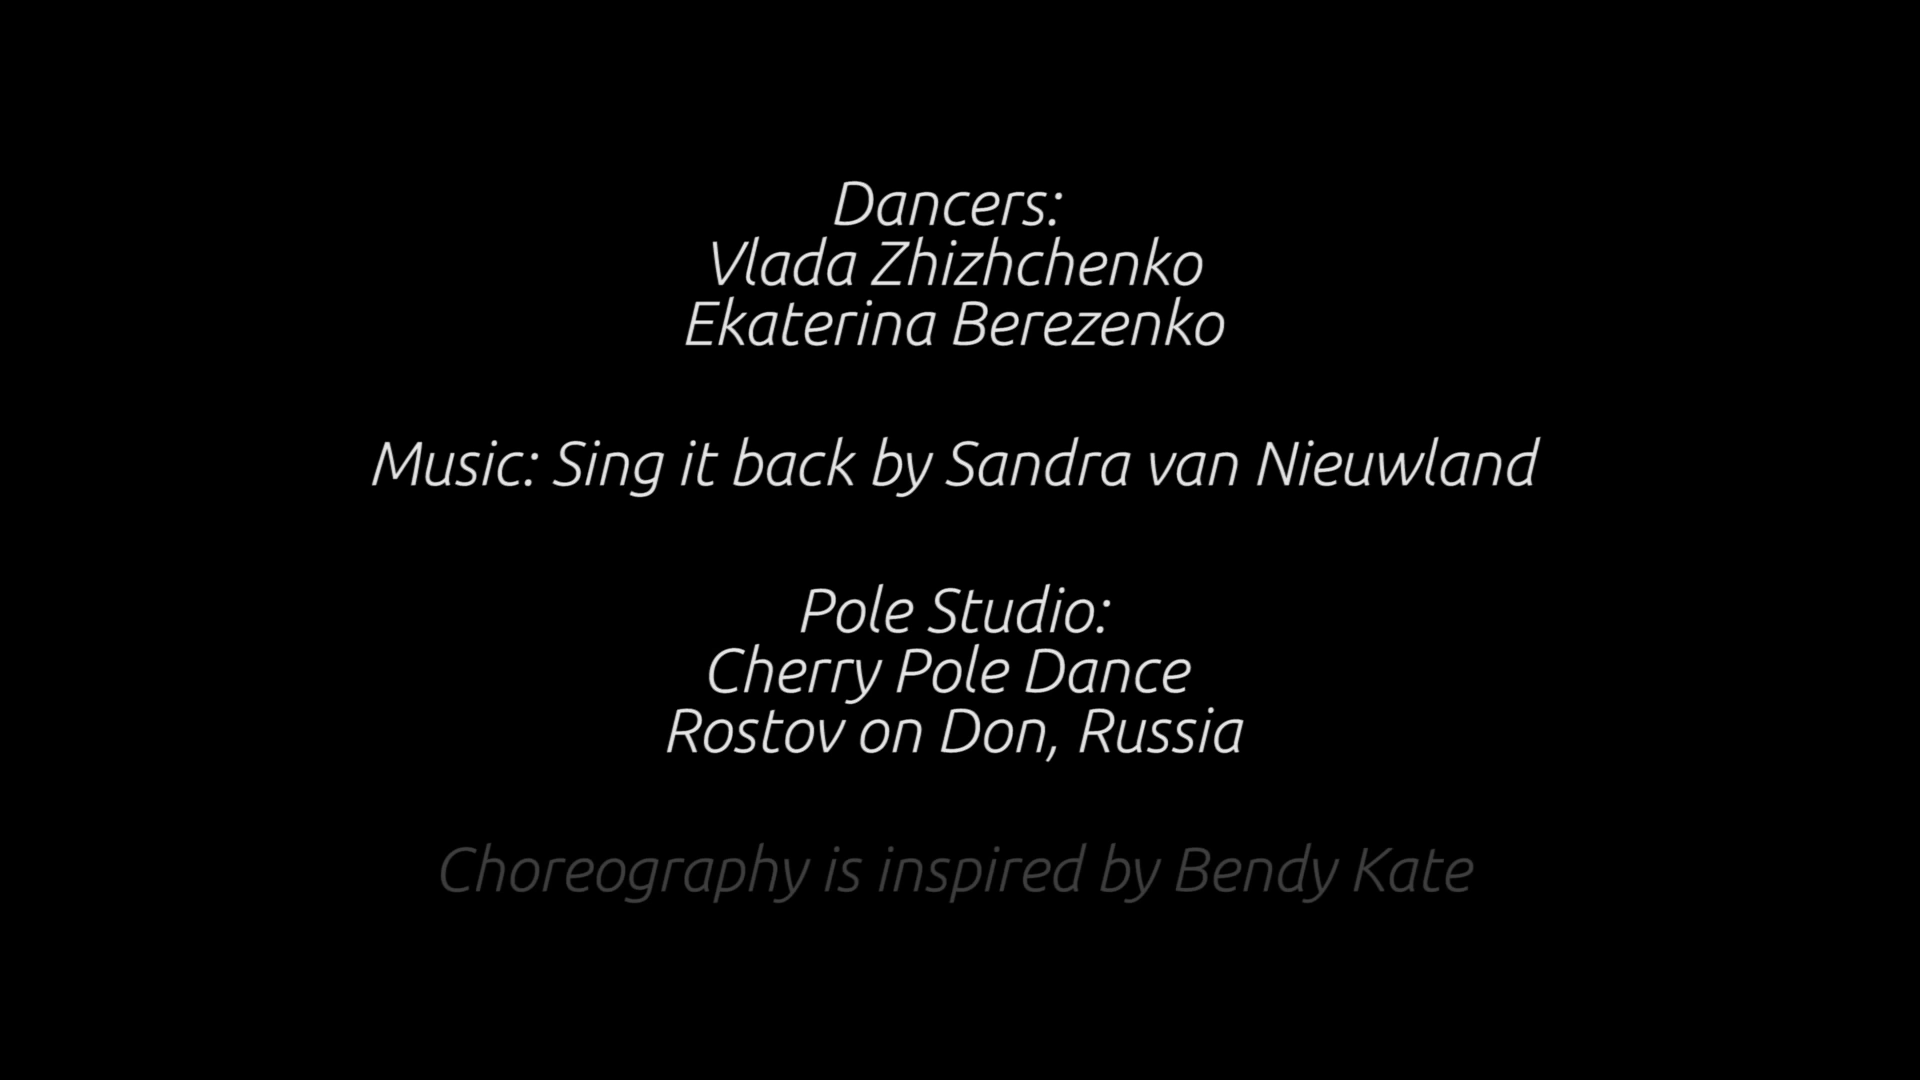 Dancers:
Vlada Zhizhchenko
Ekaterina Berezenko
Music: Sing it back by Sandra van Nieuwland
Pole Studio:
Cherry Pole Dance
Rostov on Don, Russia
Choreography is inspired by Bendy Kate